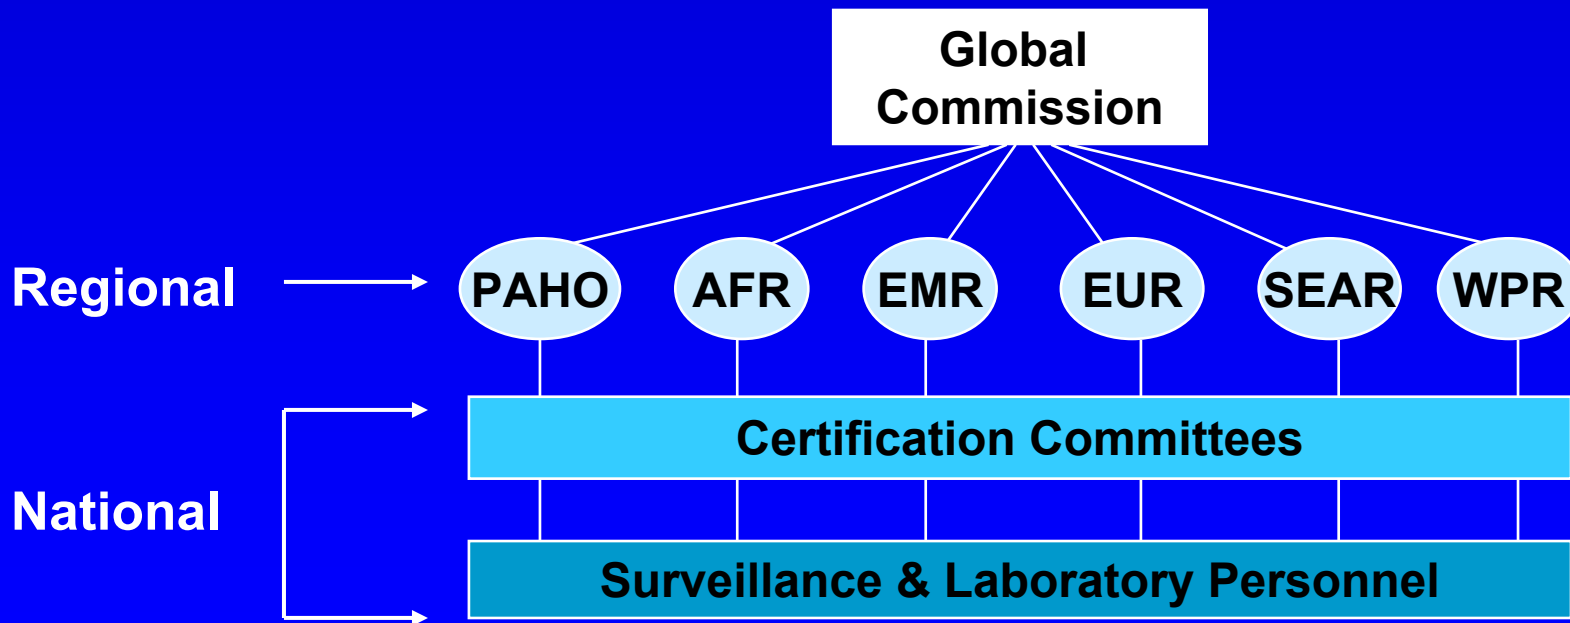 Global
Commission
Regional
PAHO
AFR
EMR
EUR
SEAR
WPR
Certification Committees
National
Surveillance & Laboratory Personnel